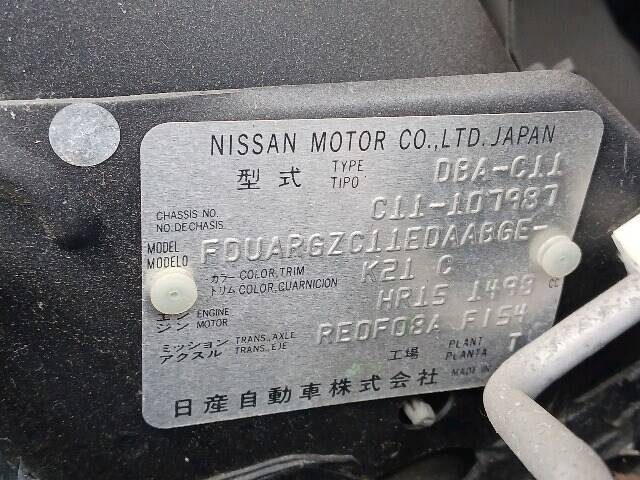 NISSAN MOTOR CO.,LTD. JAPAN
型式 TYPE TIPO DBA-C11
CHASSIS NO. NO. DECHASIS C11-107987
MODEL MODELO FDUARGZC11EDAABGE-
カラー COLOR, TRIM K21 C
トリム COLOR, GUARNICION
エンジン ENGINE MOTOR HR15 1498 CC
ミッション アクスル TRANS., AXLE TRANS., EJE RE0F08A F154
工場 PLANT PLANTA T
日産自動車株式会社 MADE IN